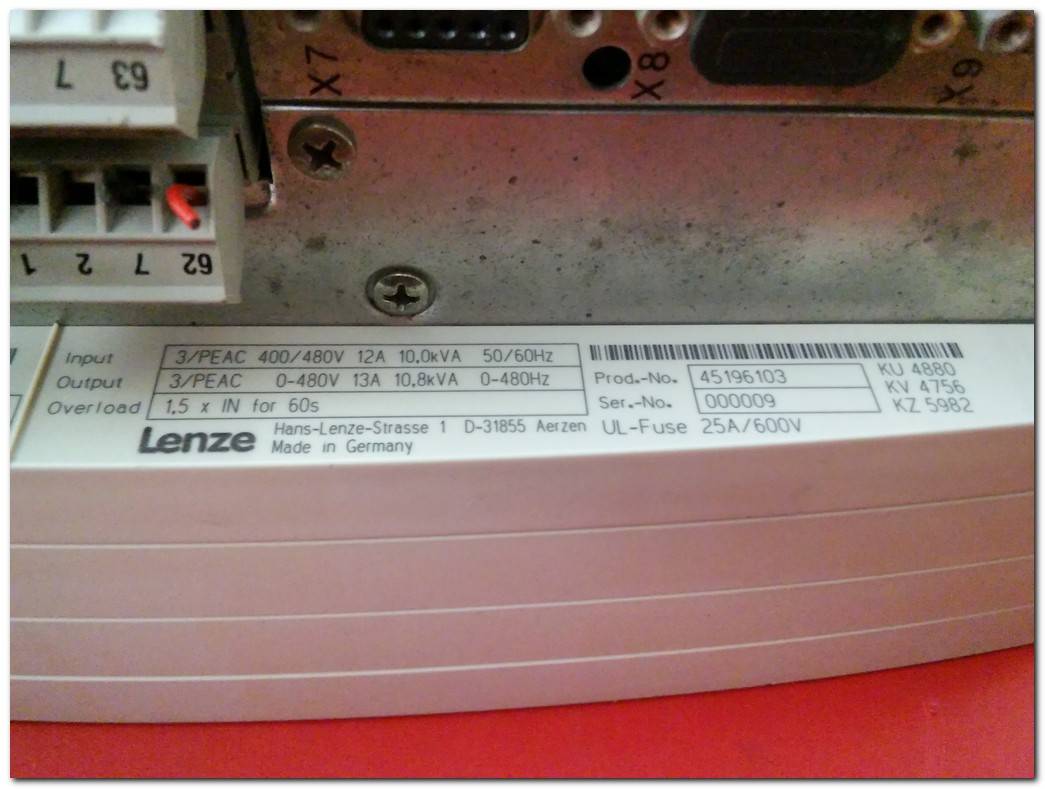 X7
X8
X9
7 63
1 2 7 62
Input 3/PEAC 400/480V 12A 10,0kVA 50/60Hz
Output 3/PEAC 0-480V 13A 10,8kVA 0-480Hz
Overload 1,5 x IN for 60s
Lenze
Hans-Lenze-Strasse 1 D-31855 Aerzen
Made in Germany
Prod.-No. 45196103
Ser.-No. 000009
UL-Fuse 25A/600V
KU 4880
KV 4756
KZ 5982